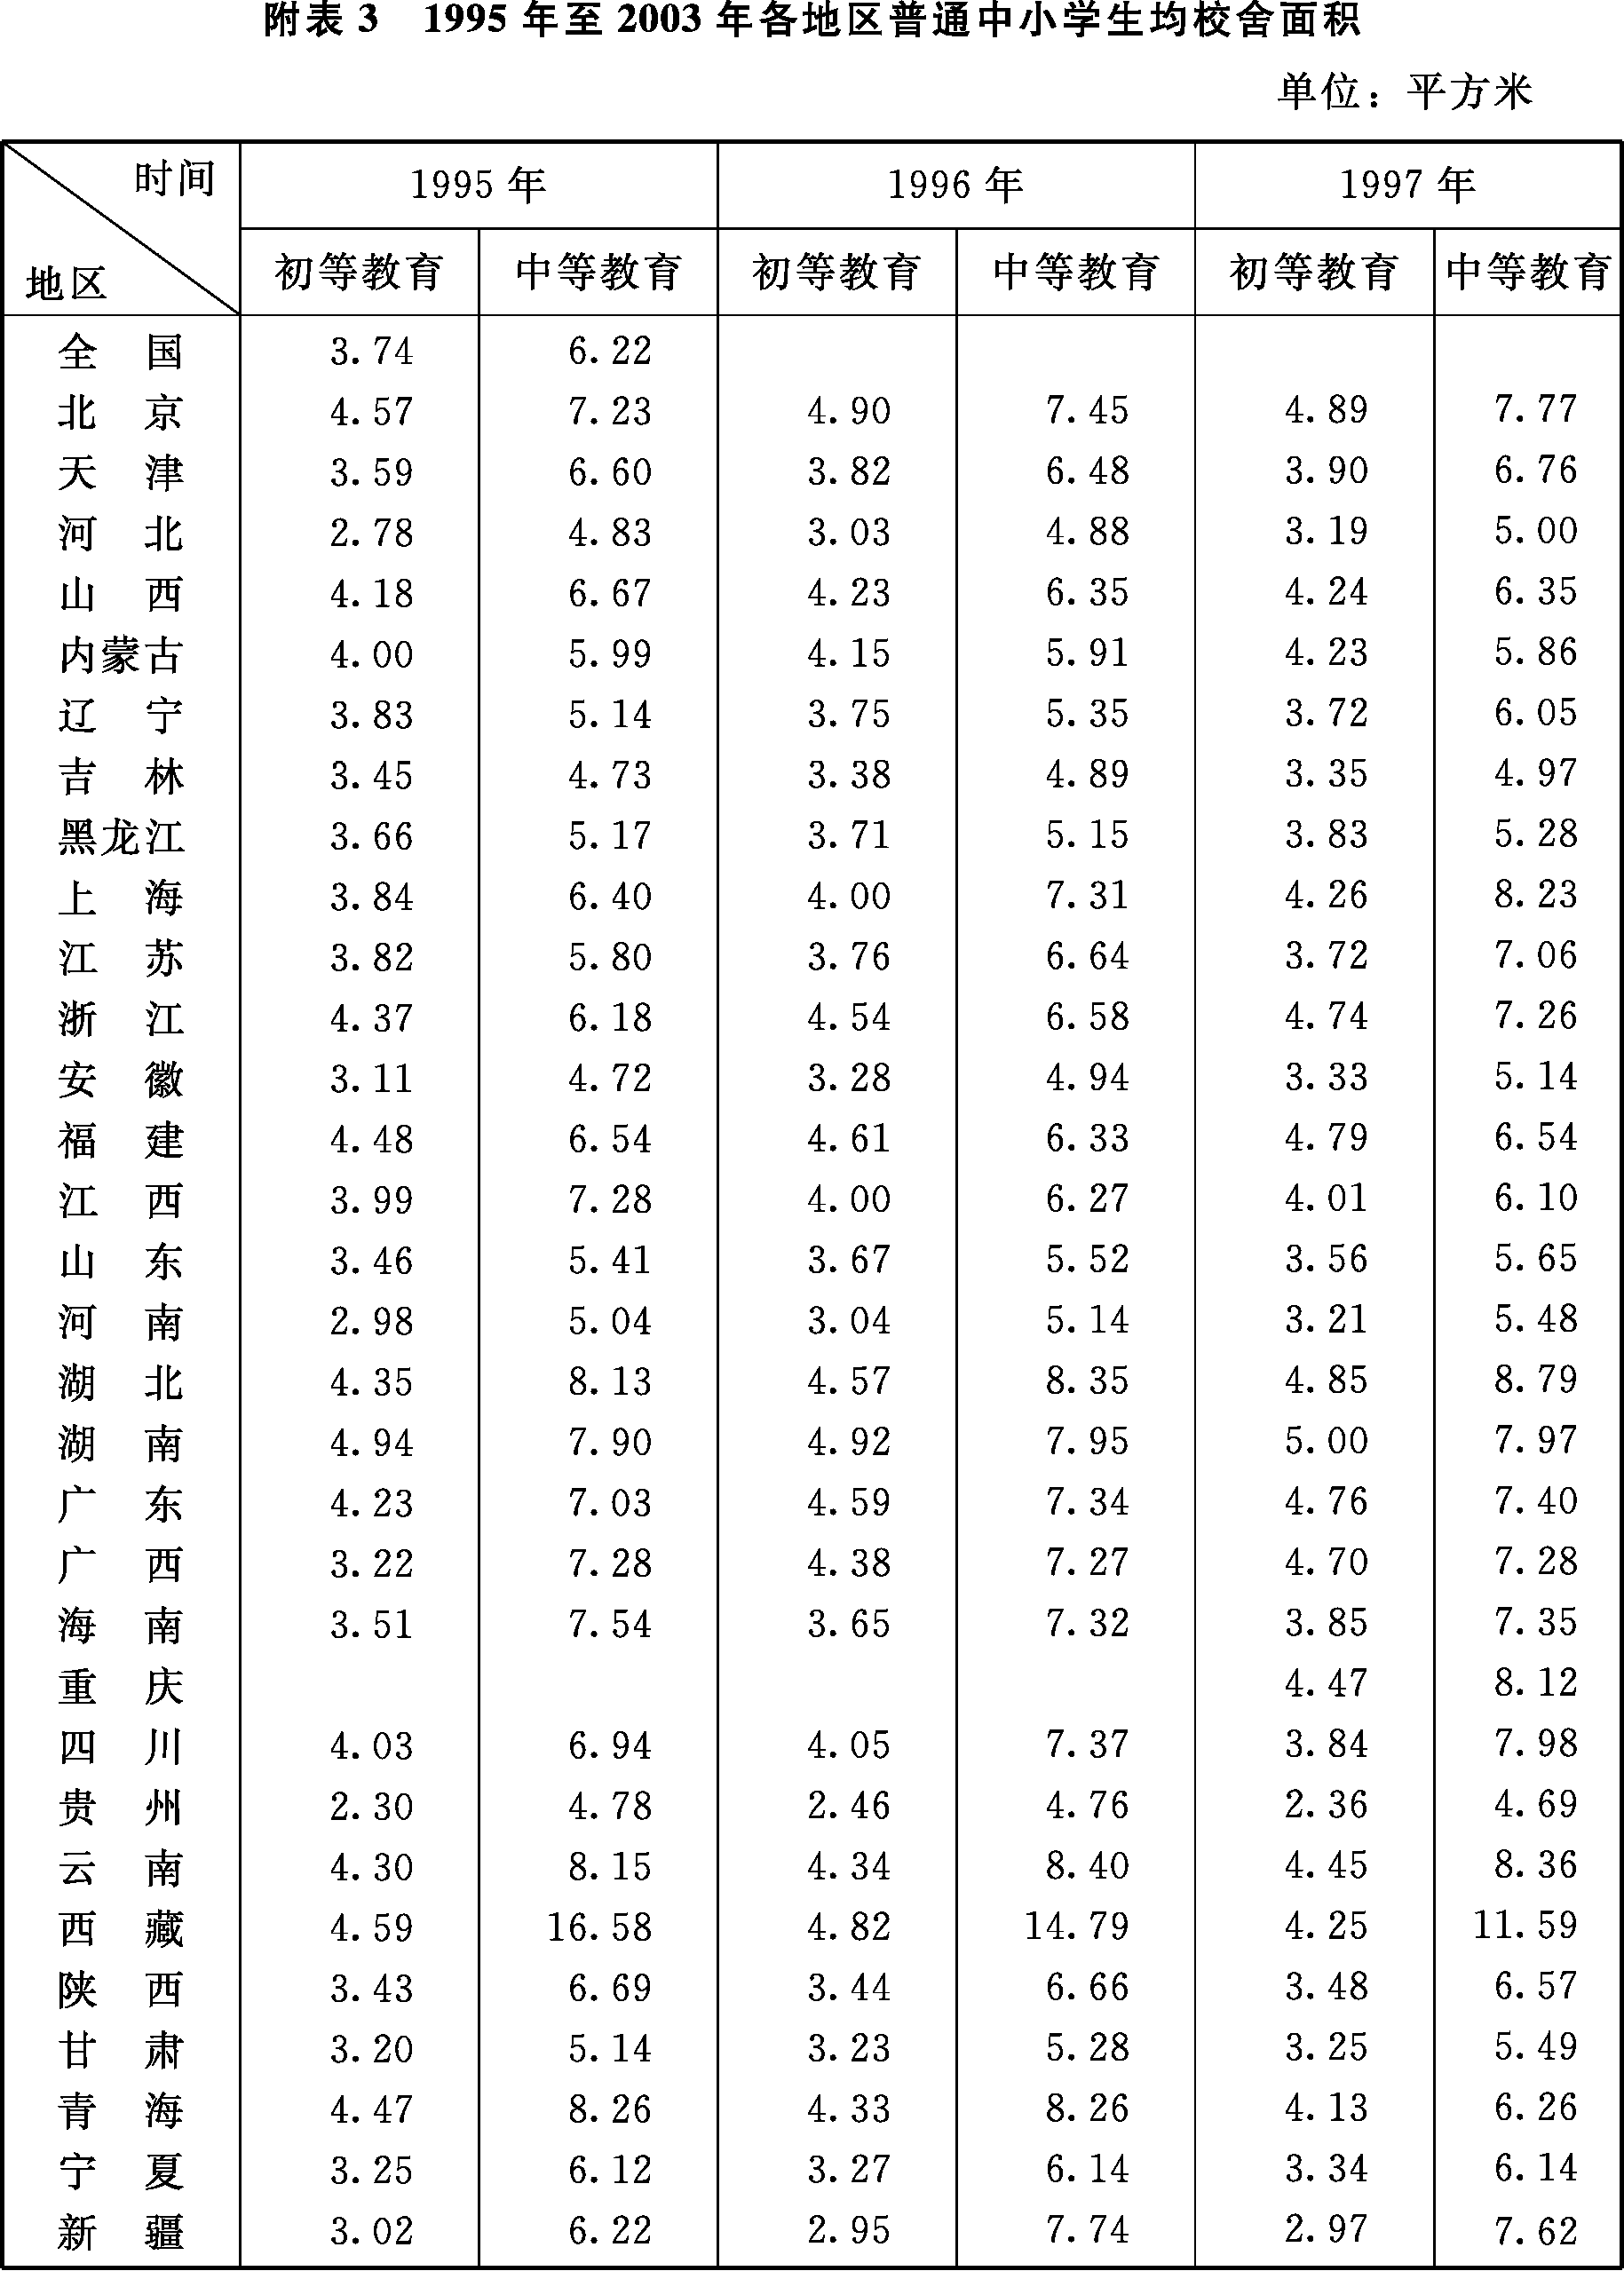 附表 3 1995 年至 2003 年各地区普通中小学生均校舍面积
单位：平方米
时间 1995 年 1996 年 1997 年
地区 初等教育 中等教育 初等教育 中等教育 初等教育 中等教育
全国 3.74 6.22
北京 4.57 7.23 4.90 7.45 4.89 7.77
天津 3.59 6.60 3.82 6.48 3.90 6.76
河北 2.78 4.83 3.03 4.88 3.19 5.00
山西 4.18 6.67 4.23 6.35 4.24 6.35
内蒙古 4.00 5.99 4.15 5.91 4.23 5.86
辽宁 3.83 5.14 3.75 5.35 3.72 6.05
吉林 3.45 4.73 3.38 4.89 3.35 4.97
黑龙江 3.66 5.17 3.71 5.15 3.83 5.28
上海 3.84 6.40 4.00 7.31 4.26 8.23
江苏 3.82 5.80 3.76 6.64 3.72 7.06
浙江 4.37 6.18 4.54 6.58 4.74 7.26
安徽 3.11 4.72 3.28 4.94 3.33 5.14
福建 4.48 6.54 4.61 6.33 4.79 6.54
江西 3.99 7.28 4.00 6.27 4.01 6.10
山东 3.46 5.41 3.67 5.52 3.56 5.65
河南 2.98 5.04 3.04 5.14 3.21 5.48
湖北 4.35 8.13 4.57 8.35 4.85 8.79
湖南 4.94 7.90 4.92 7.95 5.00 7.97
广东 4.23 7.03 4.59 7.34 4.76 7.40
广西 3.22 7.28 4.38 7.27 4.70 7.28
海南 3.51 7.54 3.65 7.32 3.85 7.35
重庆 4.47 8.12
四川 4.03 6.94 4.05 7.37 3.84 7.98
贵州 2.30 4.78 2.46 4.76 2.36 4.69
云南 4.30 8.15 4.34 8.40 4.45 8.36
西藏 4.59 16.58 4.82 14.79 4.25 11.59
陕西 3.43 6.69 3.44 6.66 3.48 6.57
甘肃 3.20 5.14 3.23 5.28 3.25 5.49
青海 4.47 8.26 4.33 8.26 4.13 6.26
宁夏 3.25 6.12 3.27 6.14 3.34 6.14
新疆 3.02 6.22 2.95 7.74 2.97 7.62